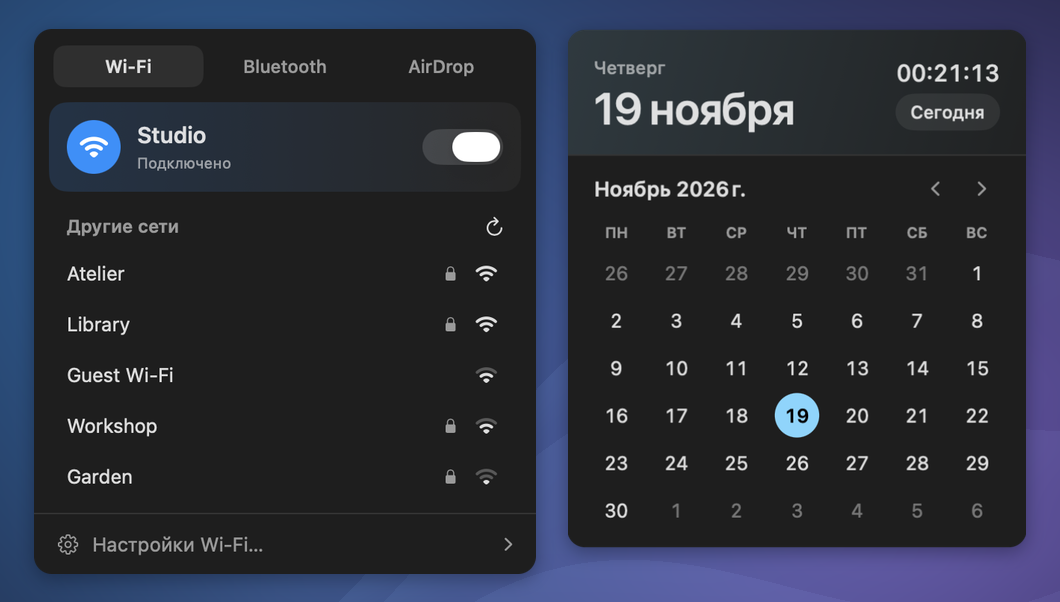 Wi-Fi Bluetooth AirDrop
Studio
Подключено
Другие сети
Atelier
Library
Guest Wi-Fi
Workshop
Garden
Настройки Wi-Fi...
Четверг
19 ноября
00:21:13
Сегодня
Ноябрь 2026 г.
ПН ВТ СР ЧТ ПТ СБ ВС
26 27 28 29 30 31 1
2 3 4 5 6 7 8
9 10 11 12 13 14 15
16 17 18 19 20 21 22
23 24 25 26 27 28 29
30 1 2 3 4 5 6